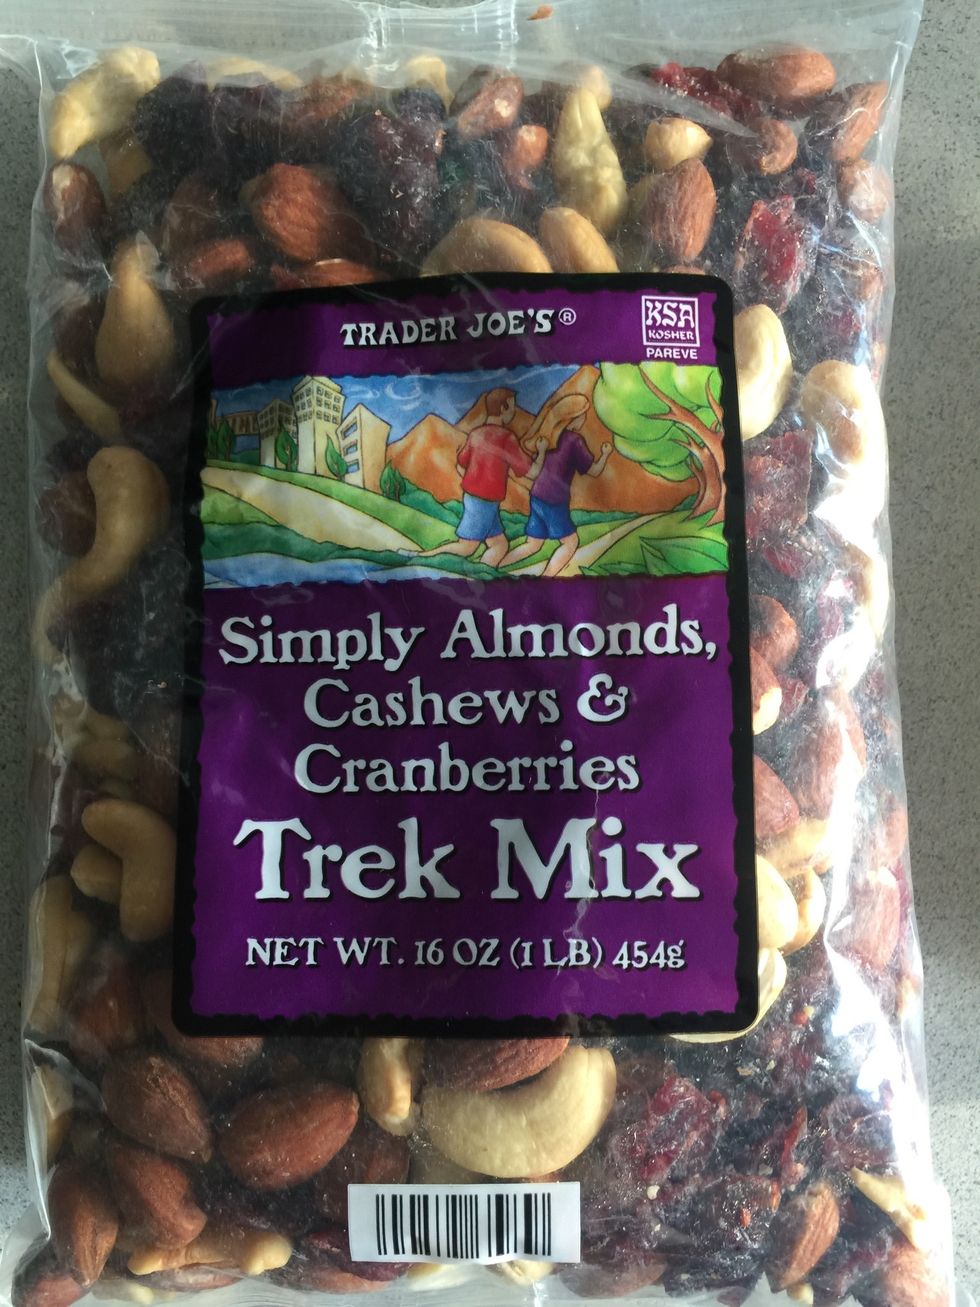 TRADER JOE'S®
KSA
KOSHER
PAREVE
Simply Almonds,
Cashews &
Cranberries
Trek Mix
NET WT. 16 OZ (1 LB) 454g